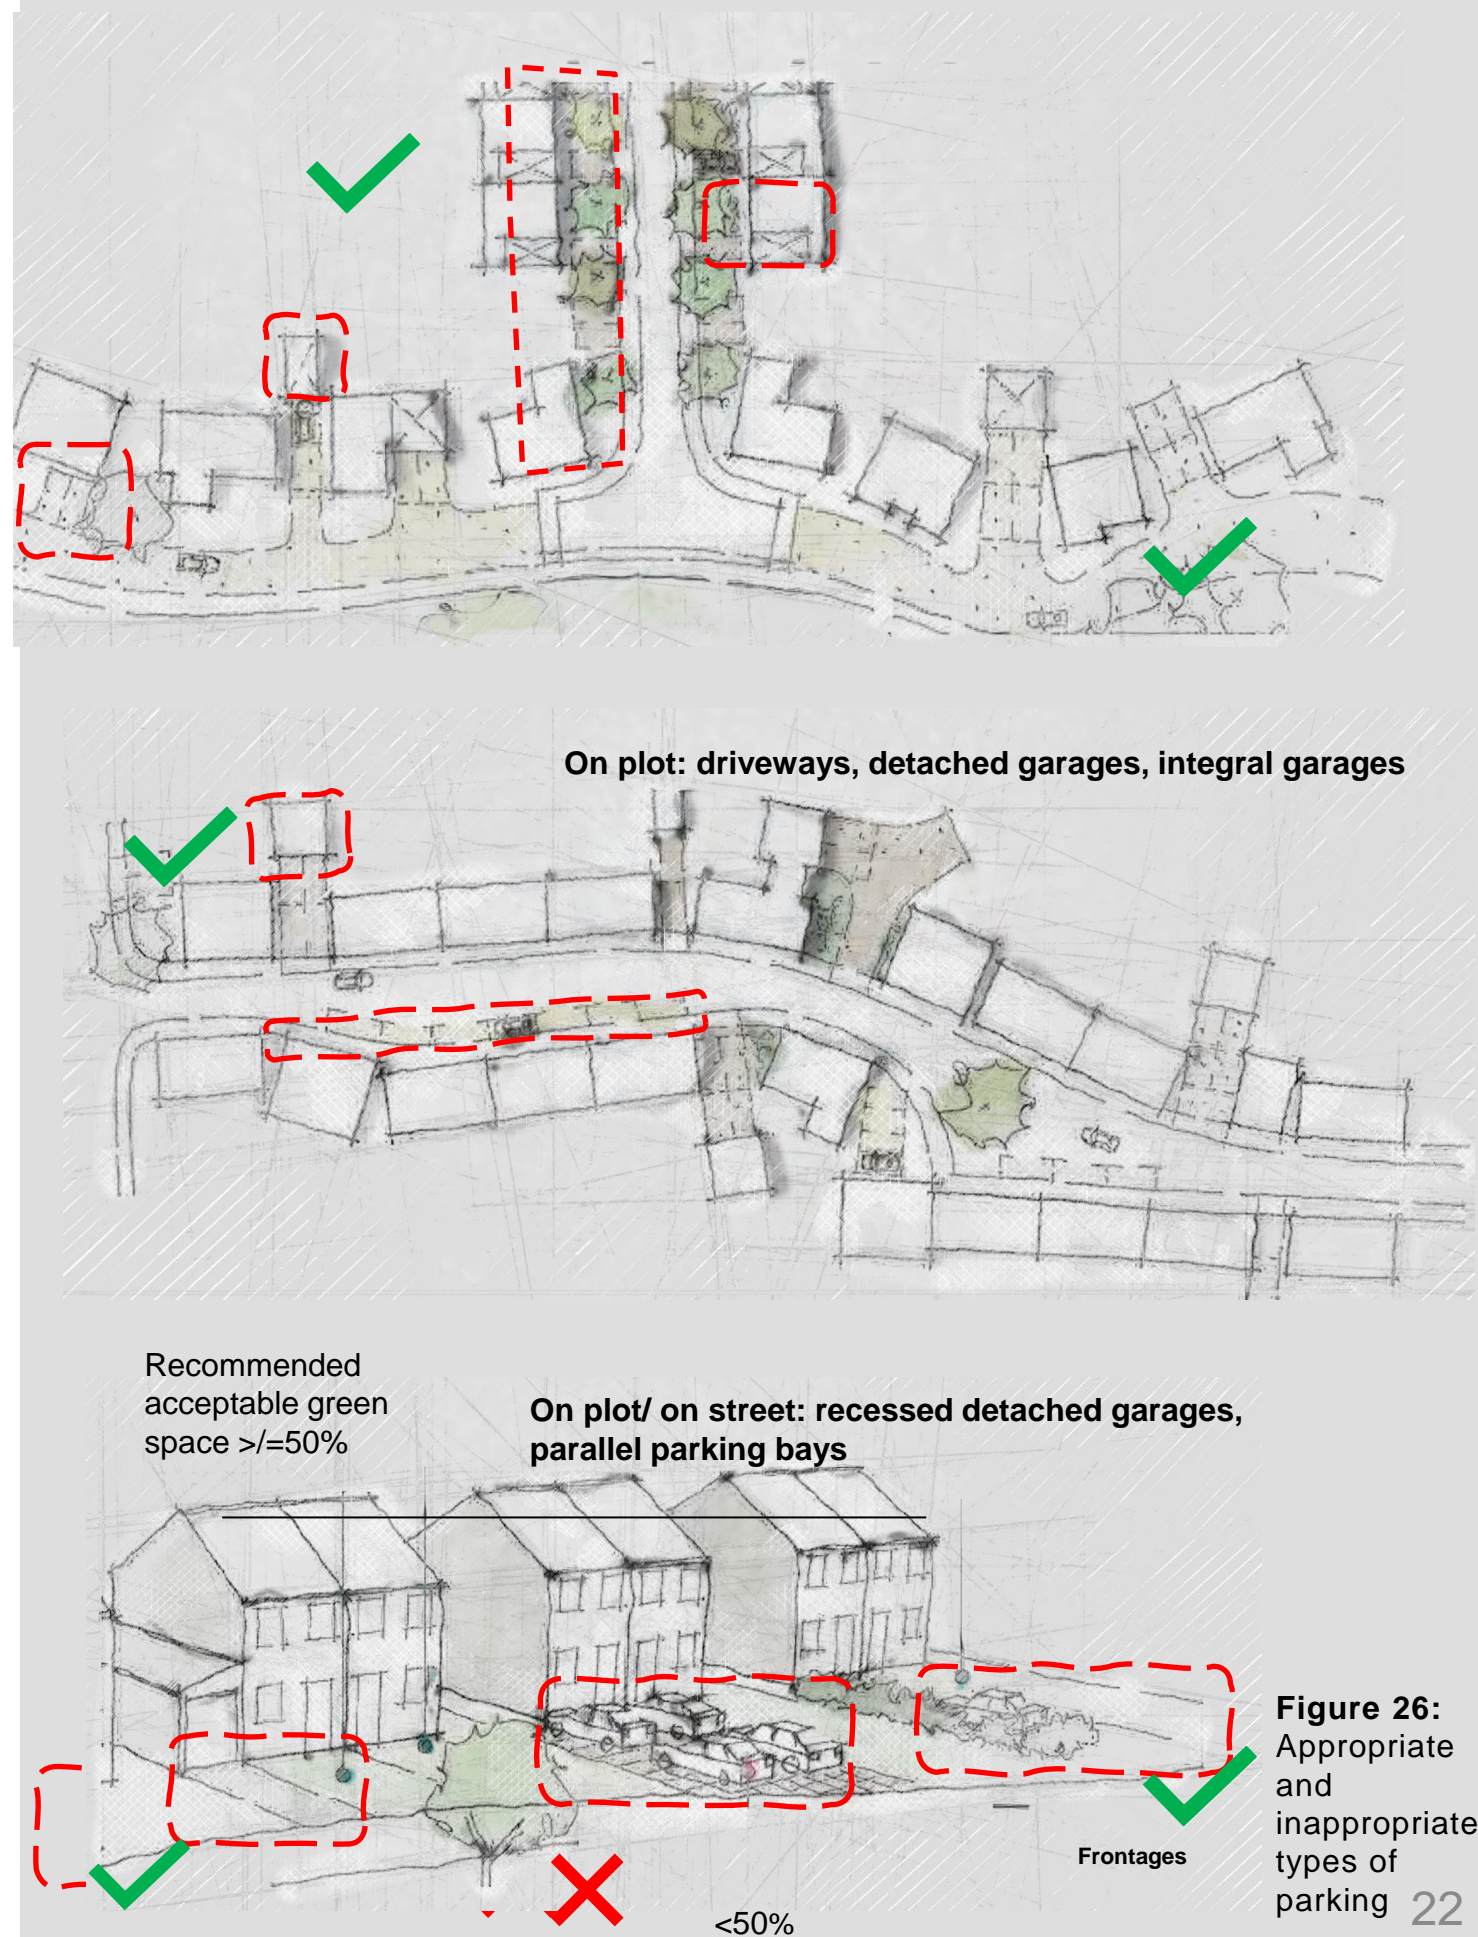 On plot: driveways, detached garages, integral garages
Recommended
acceptable green
space >/=50%
On plot/ on street: recessed detached garages,
parallel parking bays
Figure 26:
Appropriate
and
inappropriate
types of
parking
Frontages
<50%
22